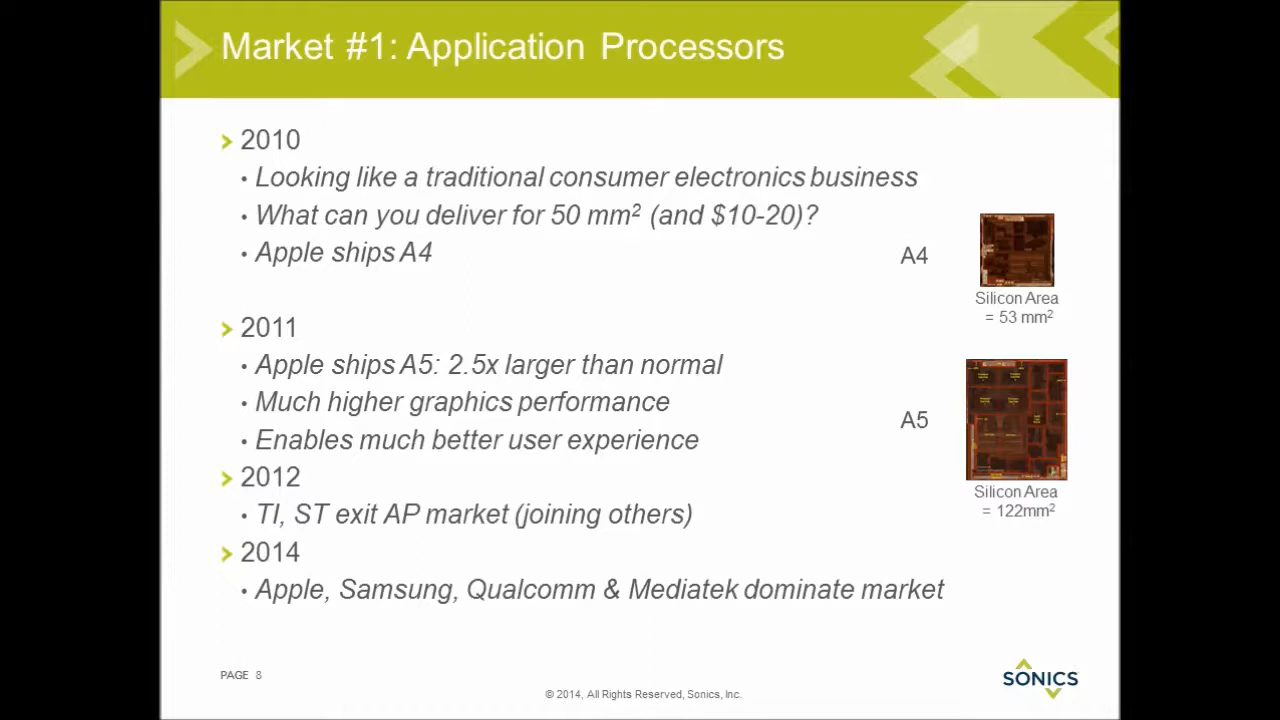 Market #1: Application Processors
2010
Looking like a traditional consumer electronics business
What can you deliver for 50 mm² (and $10-20)?
Apple ships A4
A4
Silicon Area
= 53 mm²
2011
Apple ships A5: 2.5x larger than normal
Much higher graphics performance
Enables much better user experience
A5
Silicon Area
= 122mm²
2012
TI, ST exit AP market (joining others)
2014
Apple, Samsung, Qualcomm & Mediatek dominate market
PAGE 8
© 2014, All Rights Reserved, Sonics, Inc.
SONICS